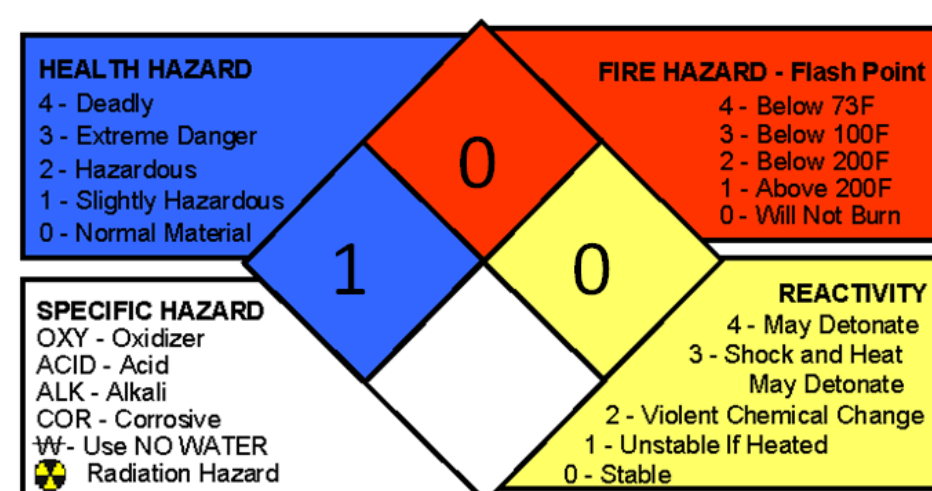 HEALTH HAZARD
4 - Deadly
3 - Extreme Danger
2 - Hazardous
1 - Slightly Hazardous
0 - Normal Material
FIRE HAZARD - Flash Point
4 - Below 73F
3 - Below 100F
2 - Below 200F
1 - Above 200F
0 - Will Not Burn
0
1
0
SPECIFIC HAZARD
OXY - Oxidizer
ACID - Acid
ALK - Alkali
COR - Corrosive
W - Use NO WATER
Radiation Hazard
REACTIVITY
4 - May Detonate
3 - Shock and Heat
May Detonate
2 - Violent Chemical Change
1 - Unstable If Heated
0 - Stable